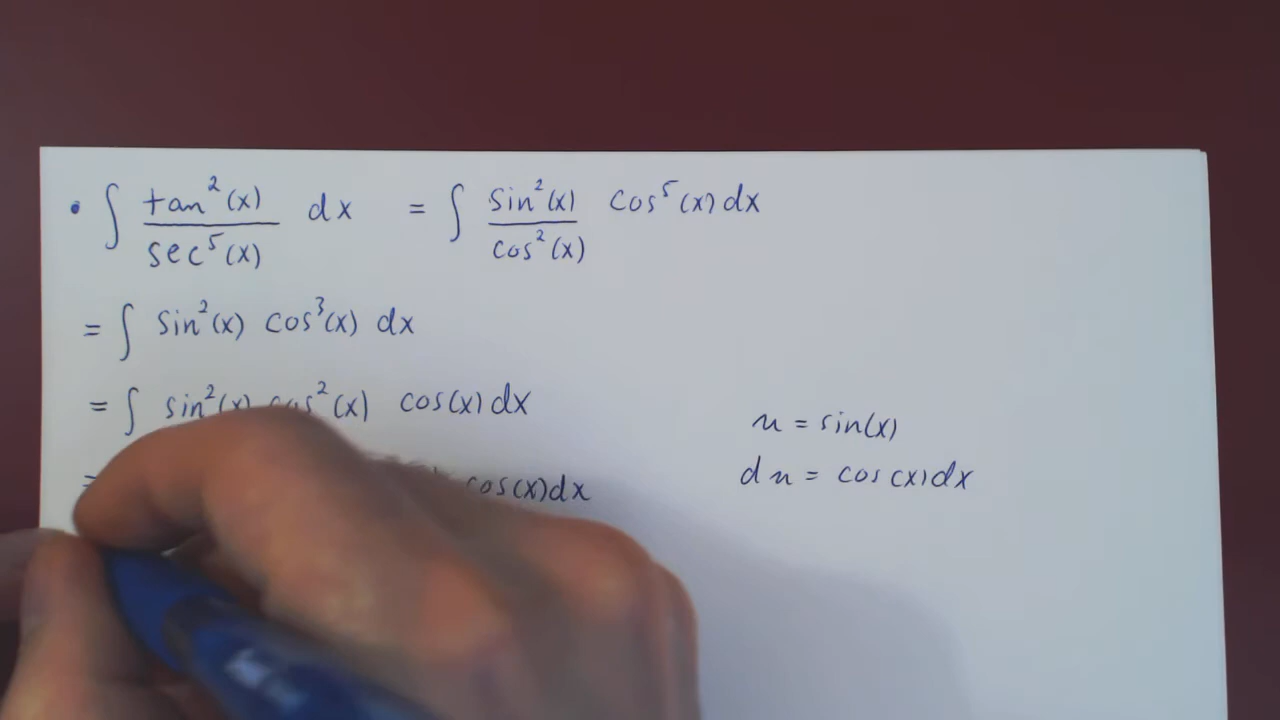 • ∫ tan²(x) / sec⁵(x) dx = ∫ sin²(x) / cos²(x) cos⁵(x) dx
= ∫ sin²(x) cos³(x) dx
= ∫ sin²(x) cos²(x) cos(x) dx
u = sin(x)
du = cos(x) dx
= cos(x) dx